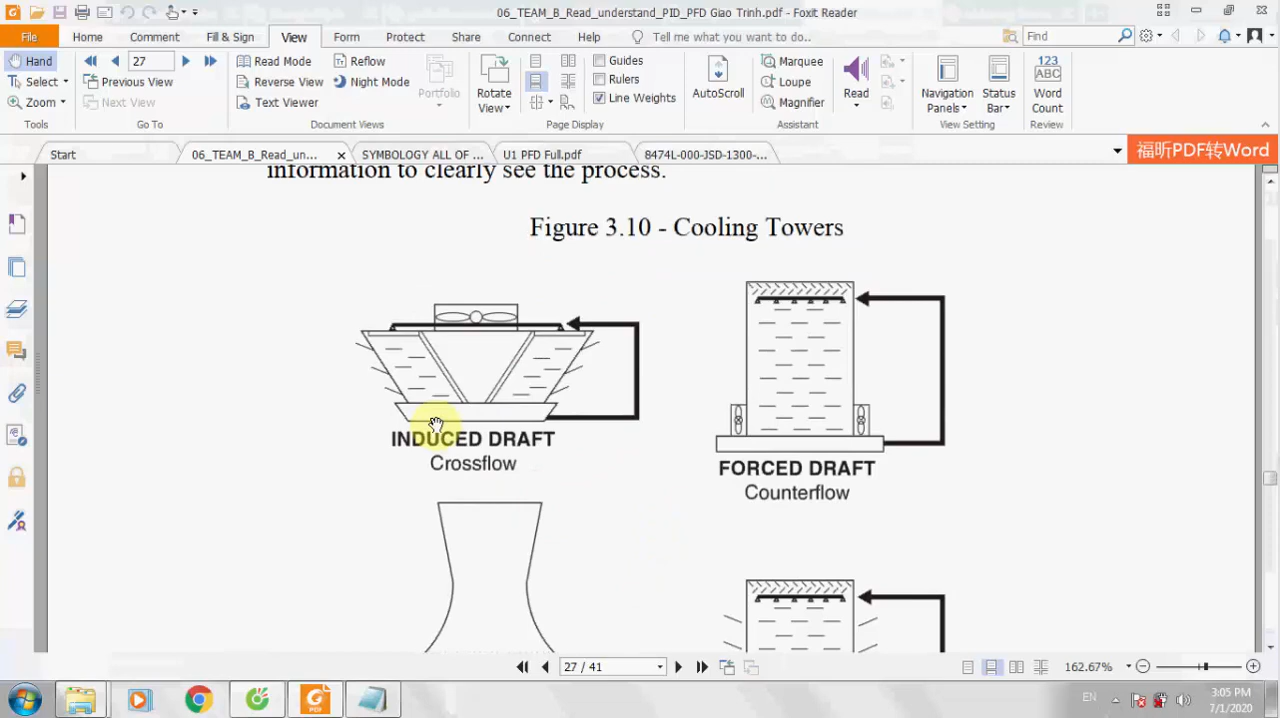 06_TEAM_B_Read_understand_PID_PFD Giao Trinh.pdf - Foxit Reader
File Home Comment Fill & Sign View Form Protect Share Connect Help Tell me what you want to do... Find
Hand
Select
Zoom
Tools
27
Previous View
Next View
Go To
Read Mode
Reverse View
Text Viewer
Reflow
Night Mode
Portfolio
Document Views
Rotate View
Guides
Rulers
Line Weights
Page Display
AutoScroll
Marquee
Loupe
Magnifier
Read
Assistant
Navigation Panels
Status Bar
View Setting
123
ABC
Word Count
Review
Start 06_TEAM_B_Read_un... SYMBOLOGY ALL OF ... U1 PFD Full.pdf 8474L-000-JSD-1300-... 福昕PDF转Word
information to clearly see the process.
Figure 3.10 - Cooling Towers
INDUCED DRAFT
Crossflow
FORCED DRAFT
Counterflow
27 / 41 162.67%
PDF
EN 3:05 PM
7/1/2020